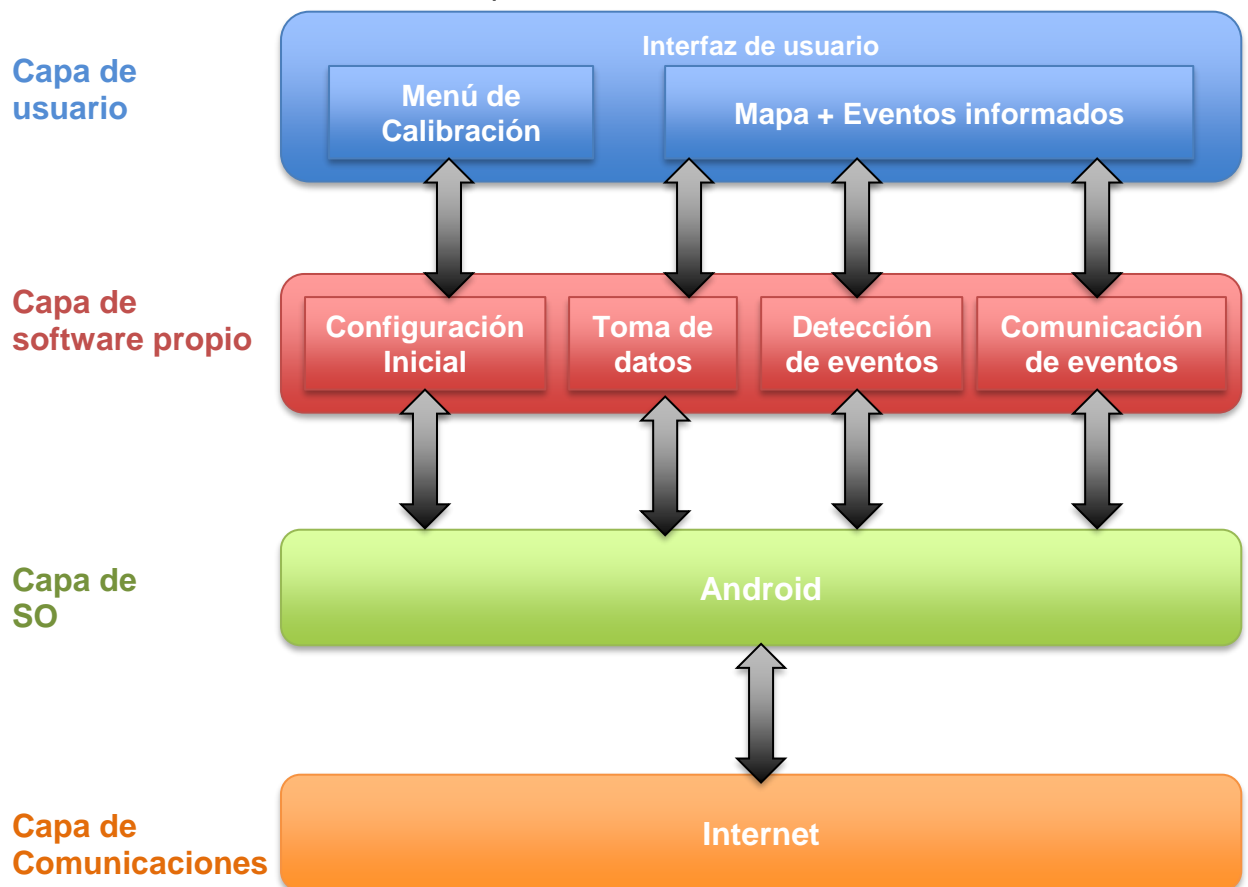 Interfaz de usuario
Capa de
usuario
Menú de
Calibración
Mapa + Eventos informados
Capa de
software propio
Configuración
Inicial
Toma de
datos
Detección
de eventos
Comunicación
de eventos
Capa de
SO
Android
Capa de
Comunicaciones
Internet